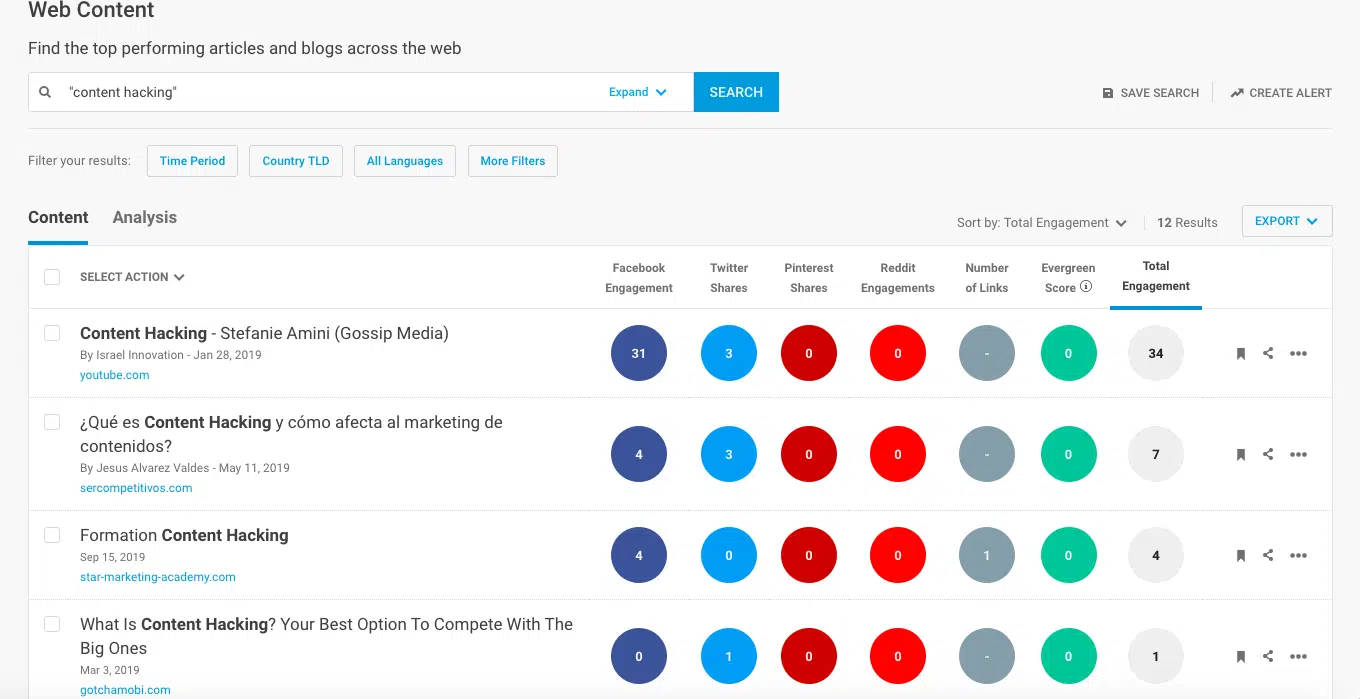 Web Content
Find the top performing articles and blogs across the web
"content hacking"
Expand
SEARCH
SAVE SEARCH
CREATE ALERT
Filter your results:
Time Period
Country TLD
All Languages
More Filters
Content
Analysis
Sort by: Total Engagement
12 Results
EXPORT
SELECT ACTION
Facebook
Engagement
Twitter
Shares
Pinterest
Shares
Reddit
Engagements
Number
of Links
Evergreen
Score
Total
Engagement
Content Hacking - Stefanie Amini (Gossip Media)
By Israel Innovation - Jan 28, 2019
youtube.com
31
3
0
0
-
0
34
¿Qué es Content Hacking y cómo afecta al marketing de
contenidos?
By Jesus Alvarez Valdes - May 11, 2019
sercompetitivos.com
4
3
0
0
-
0
7
Formation Content Hacking
Sep 15, 2019
star-marketing-academy.com
4
0
0
0
1
0
4
What Is Content Hacking? Your Best Option To Compete With The
Big Ones
Mar 3, 2019
gotchamobi.com
0
1
0
0
-
0
1